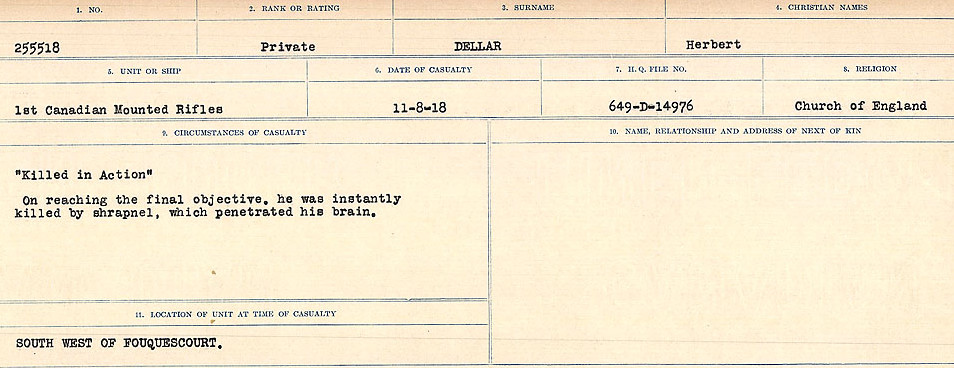 1. NO. 2. RANK OR RATING 3. SURNAME 4. CHRISTIAN NAMES
255518 Private DELLAR Herbert
5. UNIT OR SHIP 6. DATE OF CASUALTY 7. H. Q. FILE NO. 8. RELIGION
1st Canadian Mounted Rifles 11-8-18 649-D-14976 Church of England
9. CIRCUMSTANCES OF CASUALTY 10. NAME, RELATIONSHIP AND ADDRESS OF NEXT OF KIN
"Killed in Action"
On reaching the final objective. he was instantly
killed by shrapnel, which penetrated his brain.
11. LOCATION OF UNIT AT TIME OF CASUALTY
SOUTH WEST OF FOUQUESCOURT.